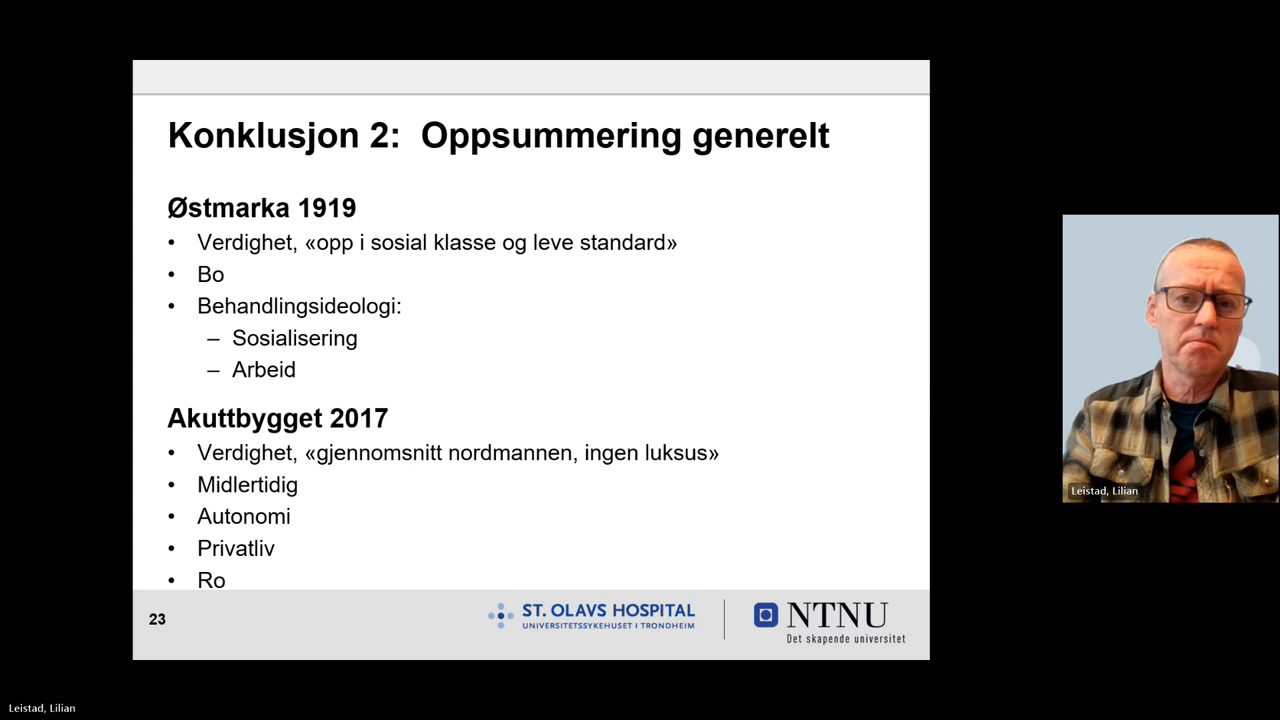 Konklusjon 2: Oppsummering generelt
Østmarka 1919
• Verdighet, «opp i sosial klasse og leve standard»
• Bo
• Behandlingsideologi:
– Sosialisering
– Arbeid
Akuttbygget 2017
• Verdighet, «gjennomsnitt nordmannen, ingen luksus»
• Midlertidig
• Autonomi
• Privatliv
• Ro
23
ST. OLAVS HOSPITAL
UNIVERSITETSSYKEHUSET I TRONDHEIM
NTNU
Det skapende universitet
Leistad, Lilian
Leistad, Lilian